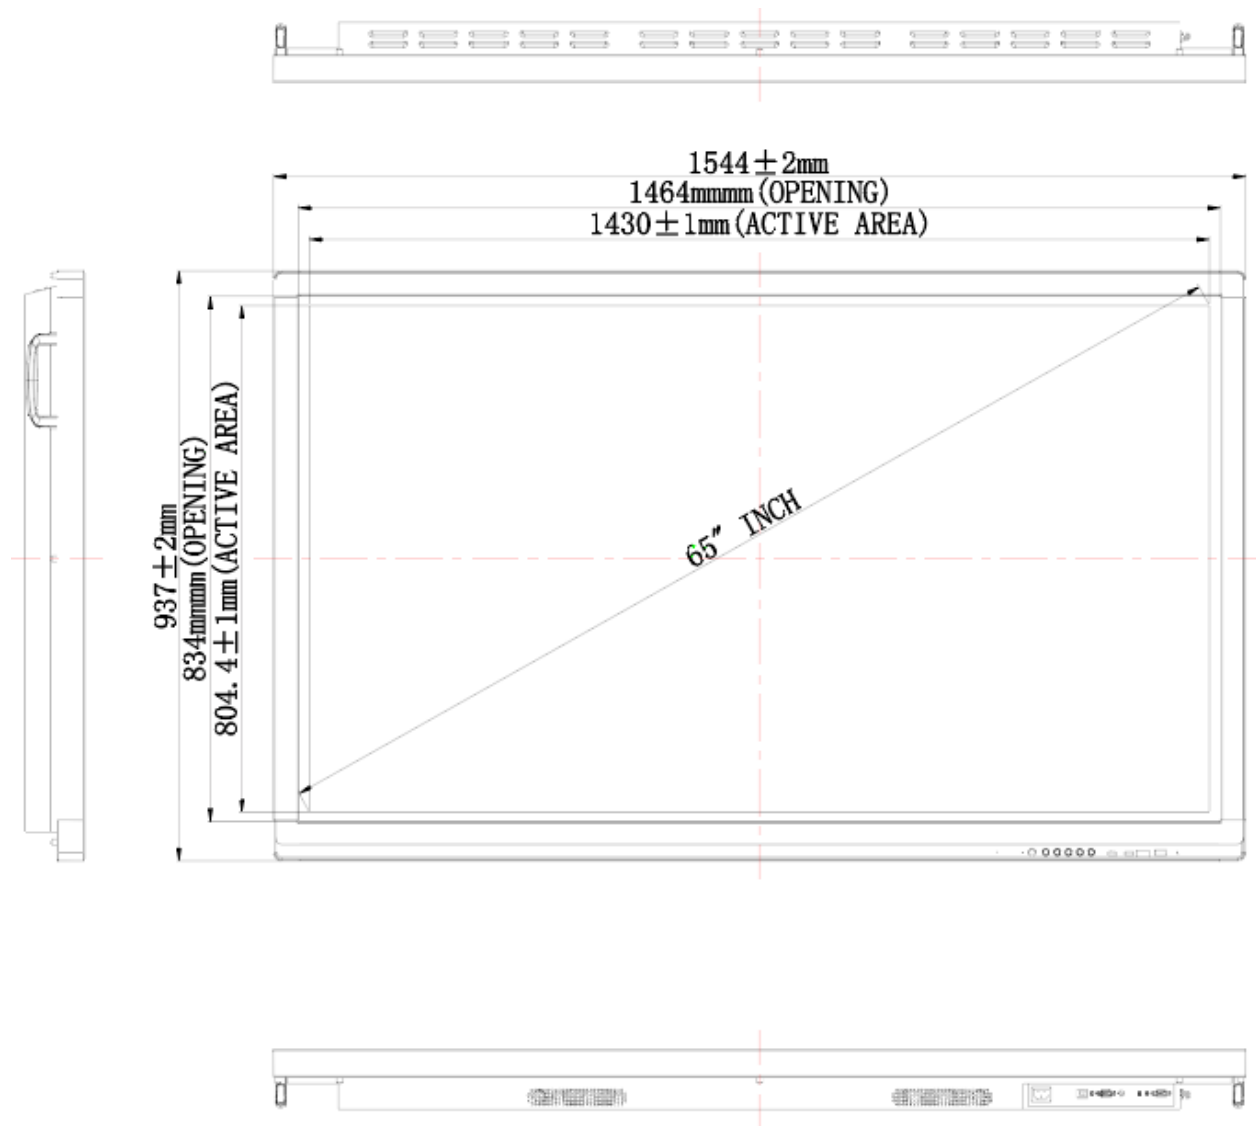 1544±2mm
1464mmmm(OPENING)
1430±1mm(ACTIVE AREA)
937±2mm
834mmmm(OPENING)
804.4±1mm(ACTIVE AREA)
65" INCH